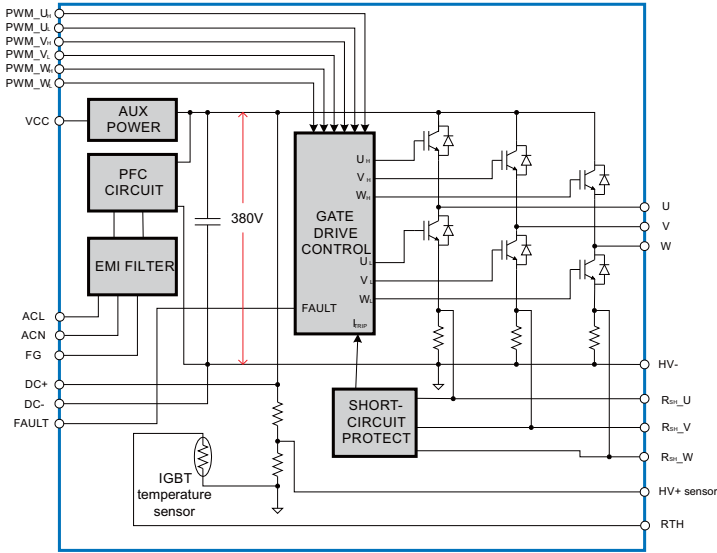 PWM_UH
PWM_UL
PWM_VH
PWM_VL
PWM_WH
PWM_WL
VCC
AUX
POWER
PFC
CIRCUIT
EMI FILTER
380V
UH
VH
WH
GATE
DRIVE
CONTROL
UL
VL
WL
FAULT
ITRIP
U
V
W
ACL
ACN
FG
DC+
DC-
FAULT
SHORT-
CIRCUIT
PROTECT
IGBT
temperature
sensor
HV-
RSH_U
RSH_V
RSH_W
HV+ sensor
RTH